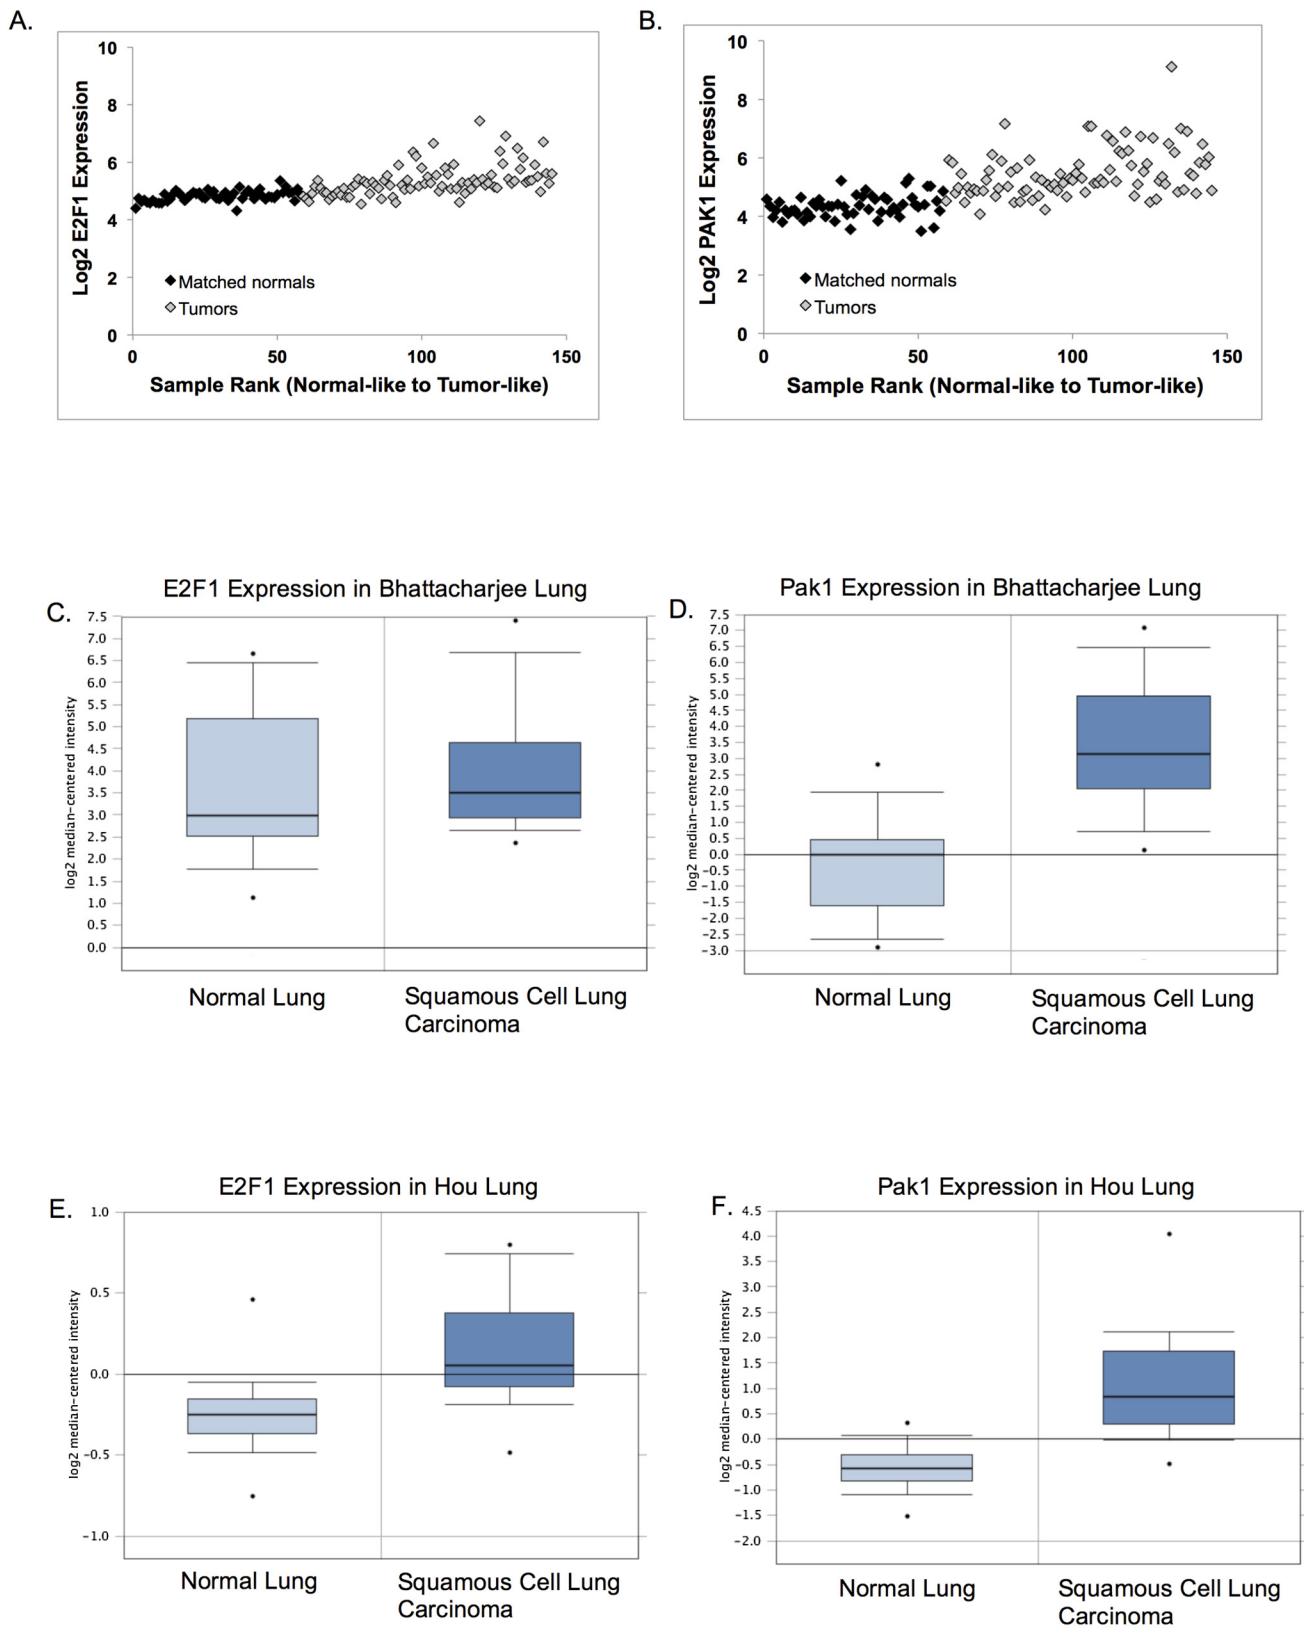 A.
10
8
6
4
2
0
Log2 E2F1 Expression
Matched normals
Tumors
0 50 100 150
Sample Rank (Normal-like to Tumor-like)
B.
10
8
6
4
2
0
Log2 PAK1 Expression
Matched normals
Tumors
0 50 100 150
Sample Rank (Normal-like to Tumor-like)
C.
E2F1 Expression in Bhattacharjee Lung
7.5
7.0
6.5
6.0
5.5
5.0
4.5
4.0
3.5
3.0
2.5
2.0
1.5
1.0
0.5
0.0
log2 median-centered intensity
Normal Lung
Squamous Cell Lung
Carcinoma
D.
Pak1 Expression in Bhattacharjee Lung
7.5
7.0
6.5
6.0
5.5
5.0
4.5
4.0
3.5
3.0
2.5
2.0
1.5
1.0
0.5
0.0
-0.5
-1.0
-1.5
-2.0
-2.5
-3.0
log2 median-centered intensity
Normal Lung
Squamous Cell Lung
Carcinoma
E.
E2F1 Expression in Hou Lung
1.0
0.5
0.0
-0.5
-1.0
log2 median-centered intensity
Normal Lung
Squamous Cell Lung
Carcinoma
F.
Pak1 Expression in Hou Lung
4.5
4.0
3.5
3.0
2.5
2.0
1.5
1.0
0.5
0.0
-0.5
-1.0
-1.5
-2.0
log2 median-centered intensity
Normal Lung
Squamous Cell Lung
Carcinoma